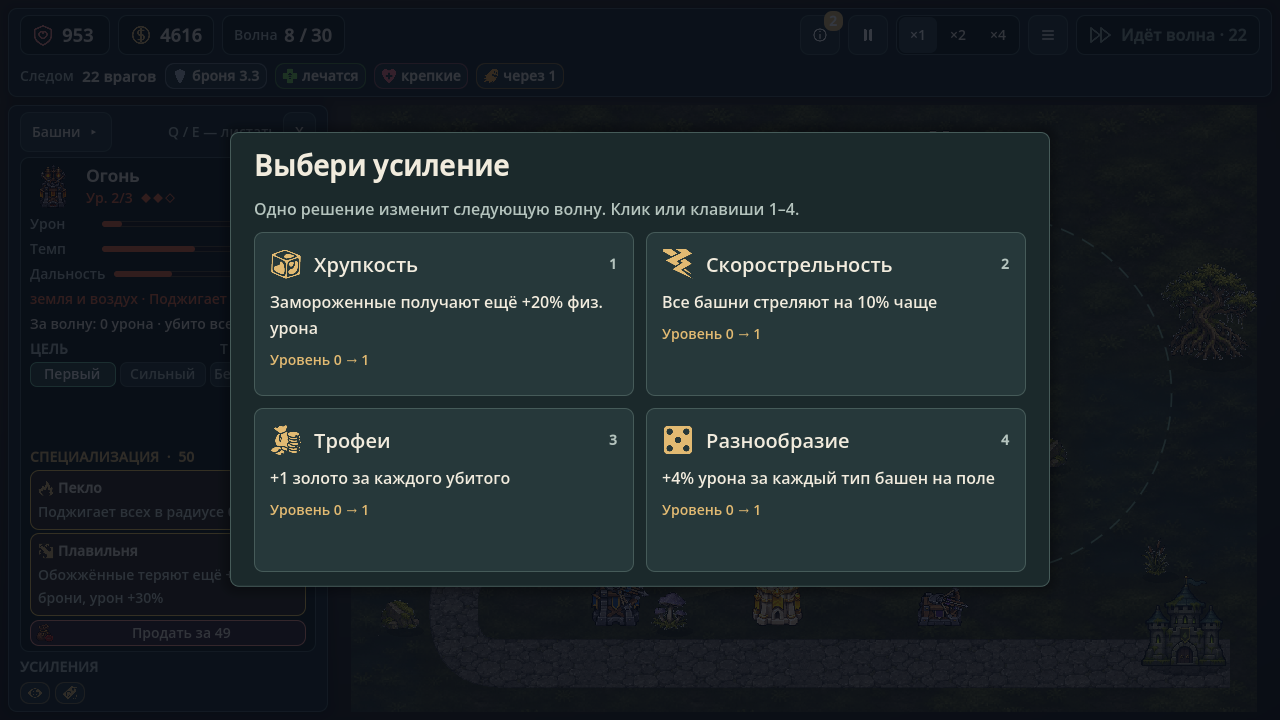 953
4616
Волна 8 / 30
2
×1
×2
×4
Идёт волна · 22
Следом 22 врагов
броня 3.3
лечатся
крепкие
через 1
Башни
Q / E — листать
X
Выбери усиление
Одно решение изменит следующую волну. Клик или клавиши 1–4.
Хрупкость
1
Замороженные получают ещё +20% физ.
урона
Уровень 0 → 1
Скорострельность
2
Все башни стреляют на 10% чаще
Уровень 0 → 1
Трофеи
3
+1 золото за каждого убитого
Уровень 0 → 1
Разнообразие
4
+4% урона за каждый тип башен на поле
Уровень 0 → 1
Огонь
Ур. 2/3
Урон
Темп
Дальность
земля и воздух · Поджигает
За волну: 0 урона · убито все
ЦЕЛЬ
Первый
Сильный
СПЕЦИАЛИЗАЦИЯ · 50
Пекло
Поджигает всех в радиусе
Плавильня
Обожжённые теряют ещё
брони, урон +30%
Продать за 49
УСИЛЕНИЯ